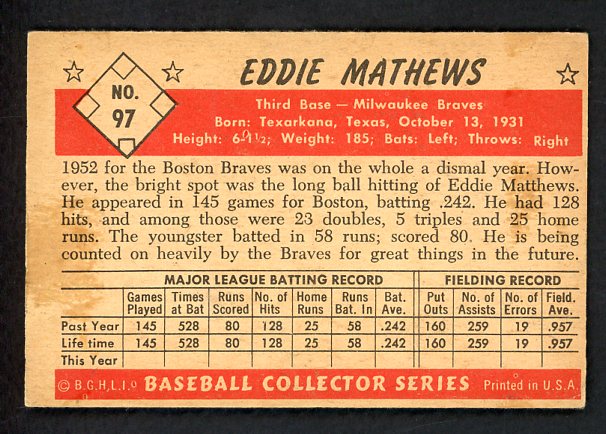 EDDIE MATHEWS
NO.
97
Third Base — Milwaukee Braves
Born: Texarkana, Texas, October 13, 1931
Height: 6-1½; Weight: 185; Bats: Left; Throws: Right
1952 for the Boston Braves was on the whole a dismal year. How-
ever, the bright spot was the long ball hitting of Eddie Matthews.
He appeared in 145 games for Boston, batting .242. He had 128
hits, and among those were 23 doubles, 5 triples and 25 home
runs. The youngster batted in 58 runs; scored 80. He is being
counted on heavily by the Braves for great things in the future.
MAJOR LEAGUE BATTING RECORD FIELDING RECORD
Games Times Runs No. of Home Runs Bat. Put No. of No. of Field.
Played at Bat Scored Hits Runs Bat. In Ave. Outs Assists Errors Ave.
Past Year 145 528 80 128 25 58 .242 160 259 19 .957
Life time 145 528 80 128 25 58 .242 160 259 19 .957
This Year
© B.G.H.L.I. BASEBALL COLLECTOR SERIES Printed in U.S.A.